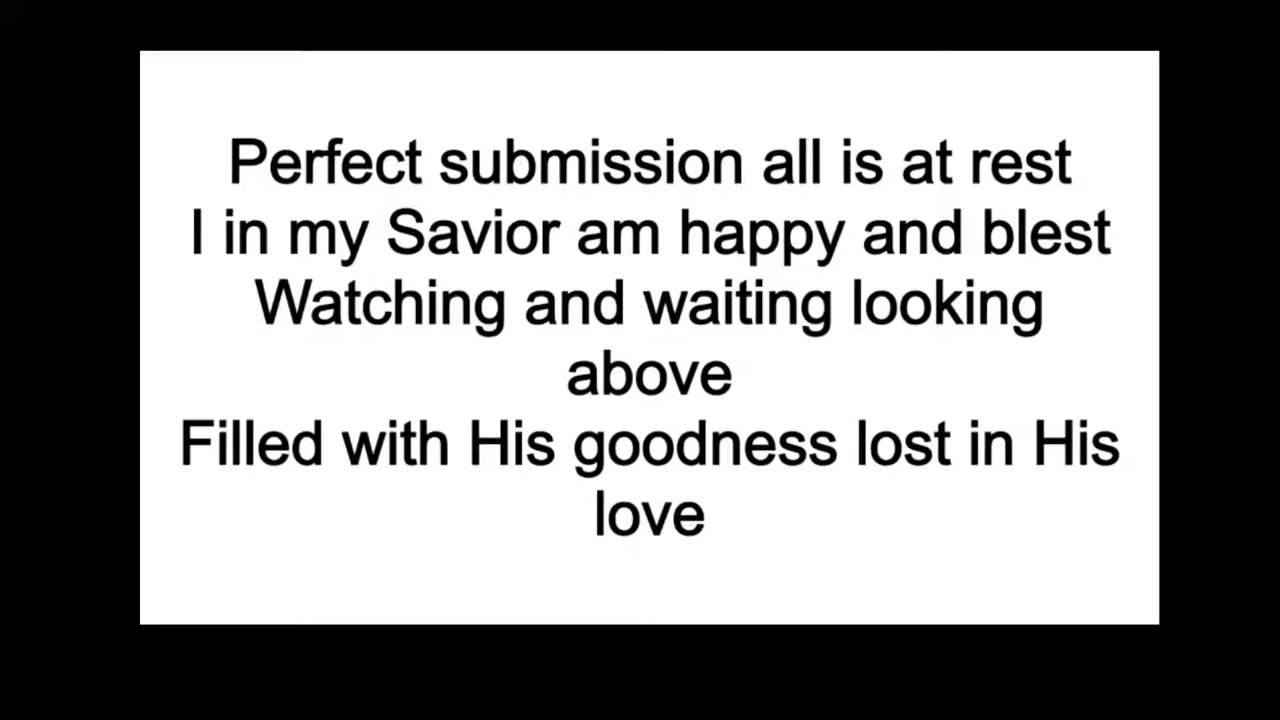 Perfect submission all is at rest
I in my Savior am happy and blest
Watching and waiting looking
above
Filled with His goodness lost in His
love